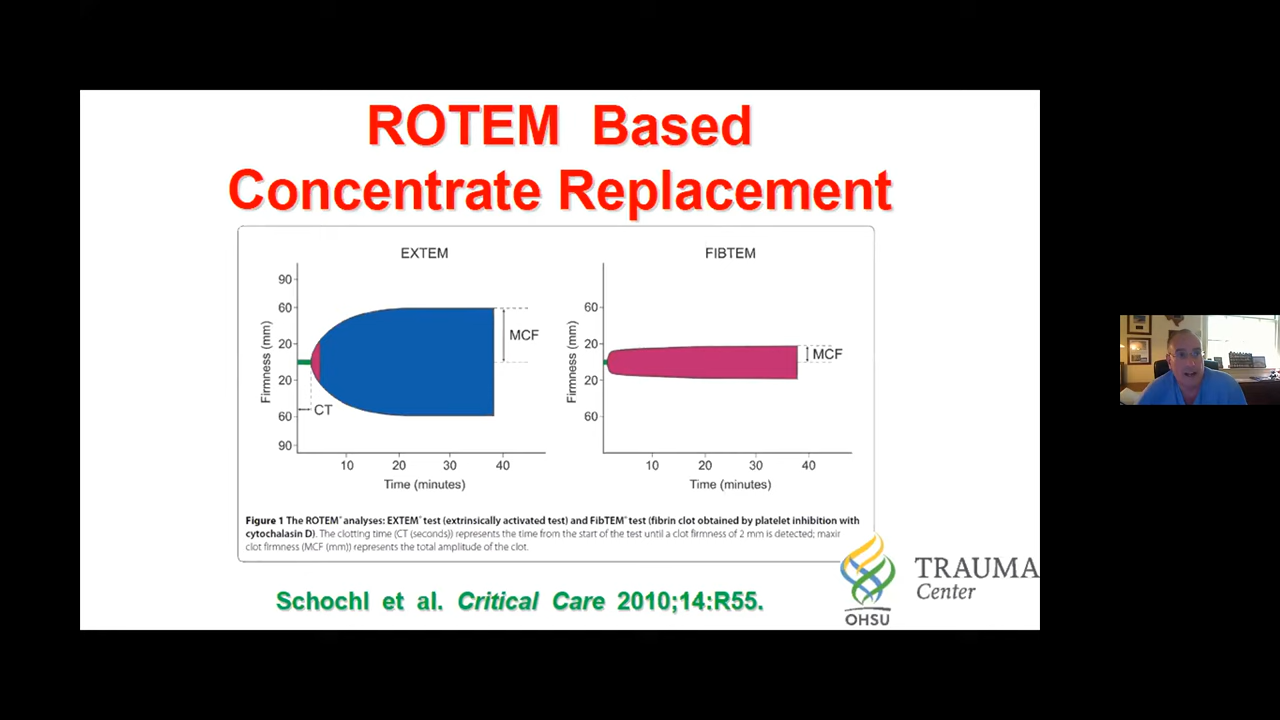 ROTEM Based
Concentrate Replacement
EXTEM
FIBTEM
90
60
20
20
60
90
Firmness (mm)
MCF
CT
10 20 30 40
Time (minutes)
60
20
20
60
Firmness (mm)
MCF
10 20 30 40
Time (minutes)
Figure 1 The ROTEM® analyses: EXTEM® test (extrinsically activated test) and FibTEM® test (fibrin clot obtained by platelet inhibition with
cytochalasin D). The clotting time (CT (seconds)) represents the time from the start of the test until a clot firmness of 2 mm is detected;
clot firmness (MCF (mm)) represents the total amplitude of the clot.
Schochl et al. Critical Care 2010;14:R55.
OHSU
TRAUMA
Center